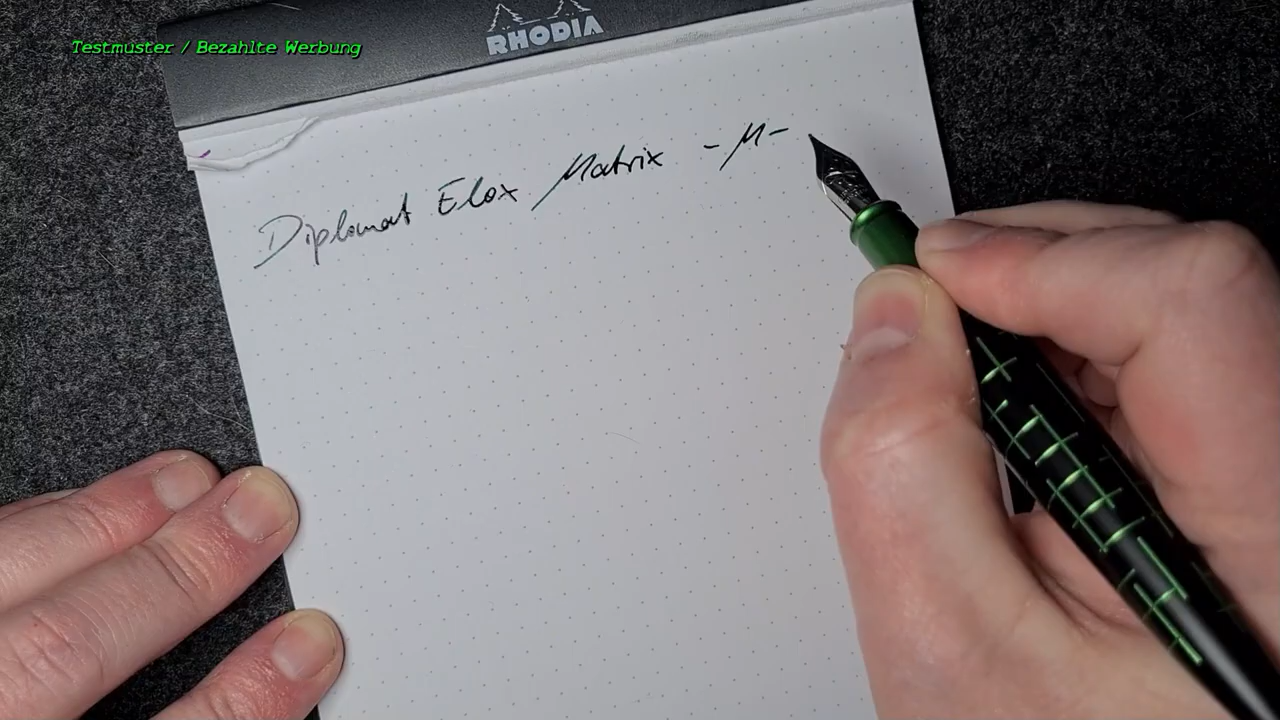 Testmuster / Bezahlte Werbung
RHODIA
Diplomat Elox Matrix -M-